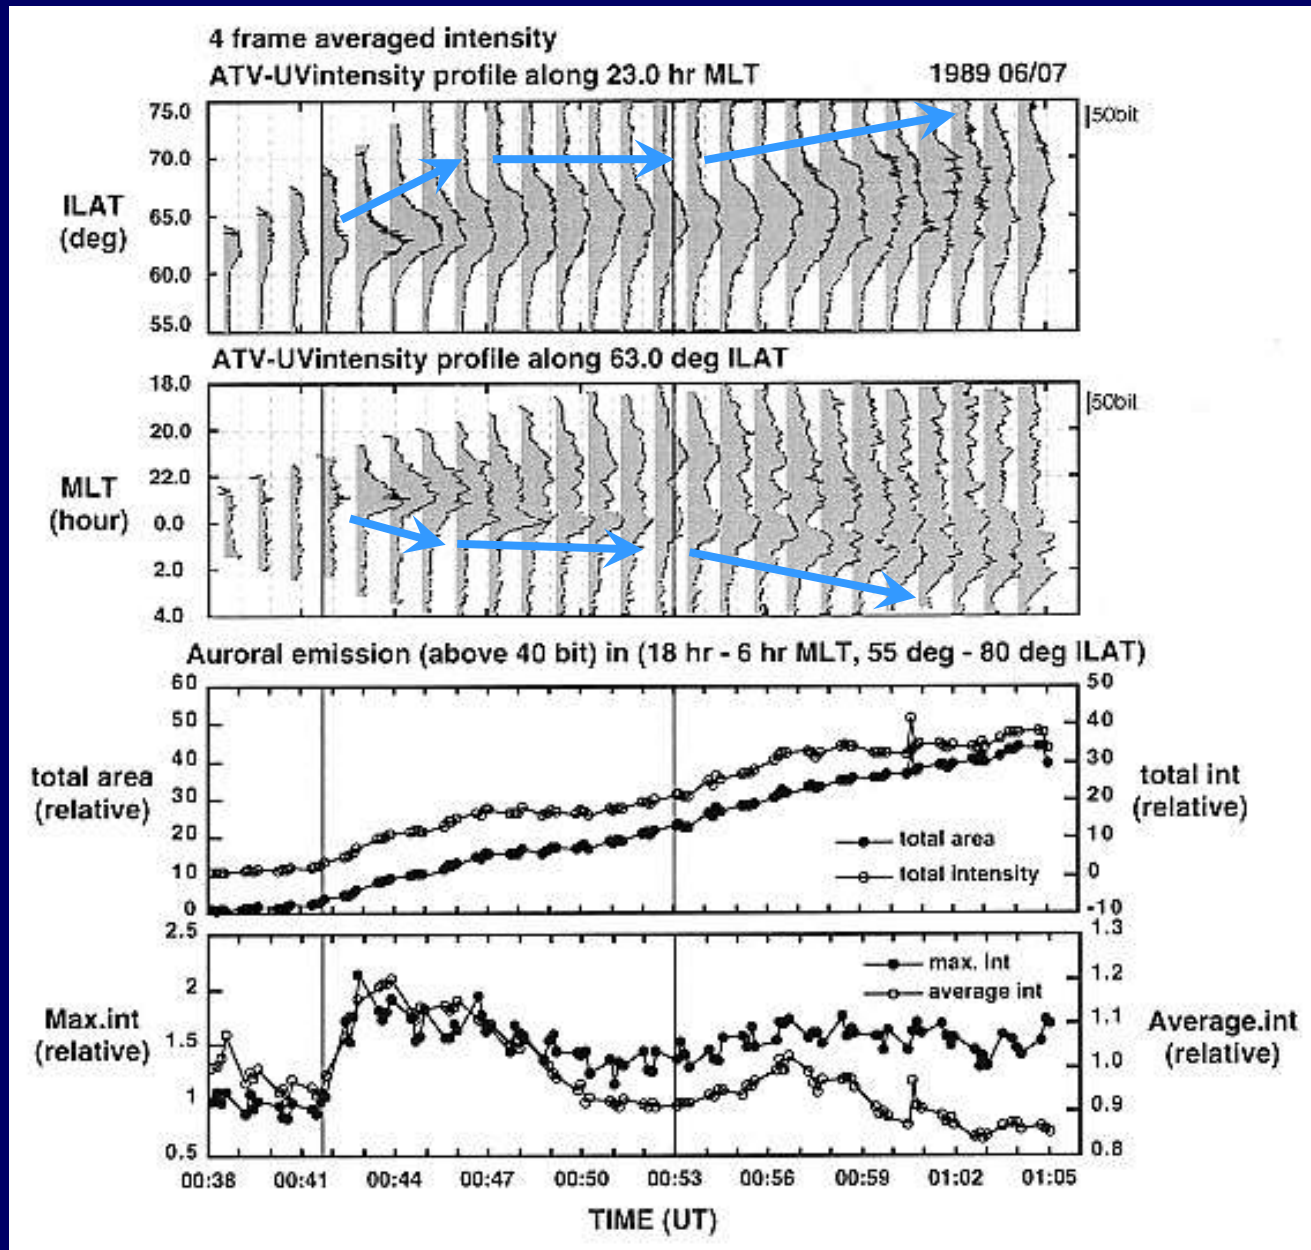 4 frame averaged intensity
ATV-UVintensity profile along 23.0 hr MLT 1989 06/07
75.0
70.0
65.0
60.0
55.0
ILAT
(deg)
50bit
ATV-UVintensity profile along 63.0 deg ILAT
18.0
20.0
22.0
0.0
2.0
4.0
MLT
(hour)
50bit
Auroral emission (above 40 bit) in (18 hr - 6 hr MLT, 55 deg - 80 deg ILAT)
60
50
40
30
20
10
0
total area
(relative)
50
40
30
20
10
0
-10
total int
(relative)
total area
total intensity
2.5
2
1.5
1
0.5
Max.int
(relative)
1.3
1.2
1.1
1.0
0.9
0.8
Average.int
(relative)
max. int
average int
00:38 00:41 00:44 00:47 00:50 00:53 00:56 00:59 01:02 01:05
TIME (UT)